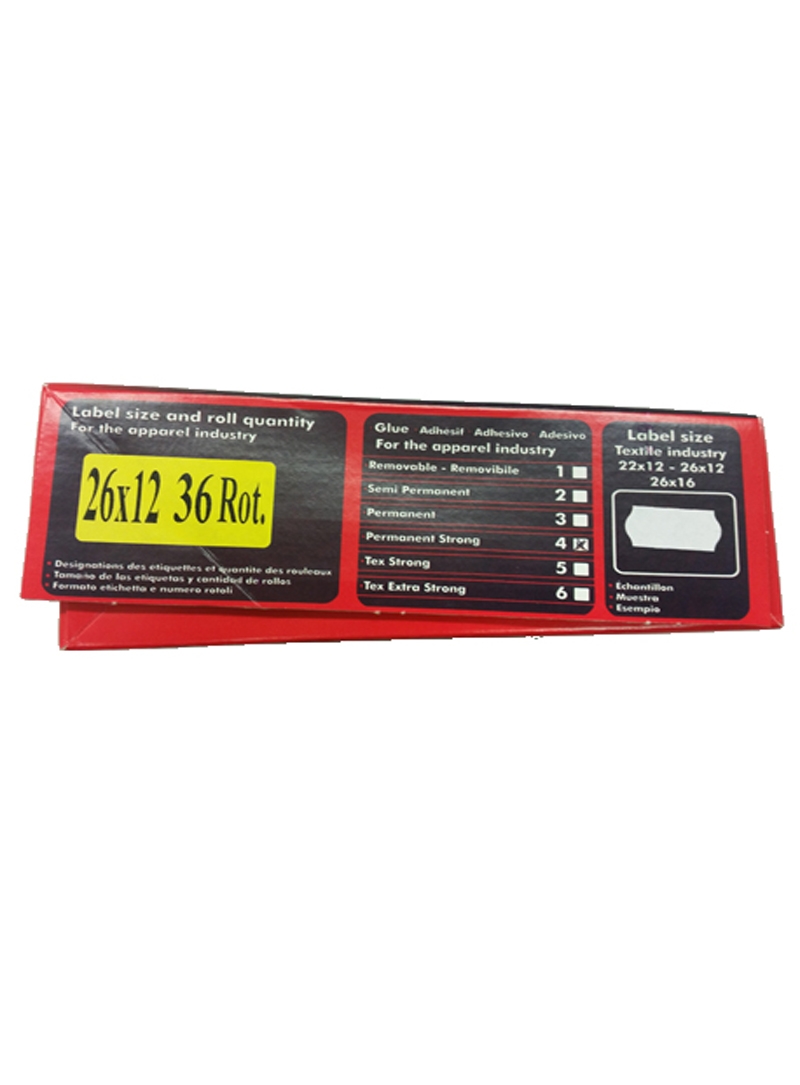 Label size and roll quantity
For the apparel industry
26x12 36 Rot.
• Designations des etiquettes et quantite des rouleaux
• Tamano de las etiquetas y cantidad de rollos
• Formato etichetta e numero rotoli
Glue Adhésif Adhesivo Adesivo
For the apparel industry
Removable - Removibile 1
Semi Permanent 2
Permanent 3
Permanent Strong 4 x
Tex Strong 5
Tex Extra Strong 6
Label size
Textile industry
22x12 - 26x12
26x16
• Echantillon
• Muestra
• Esempio